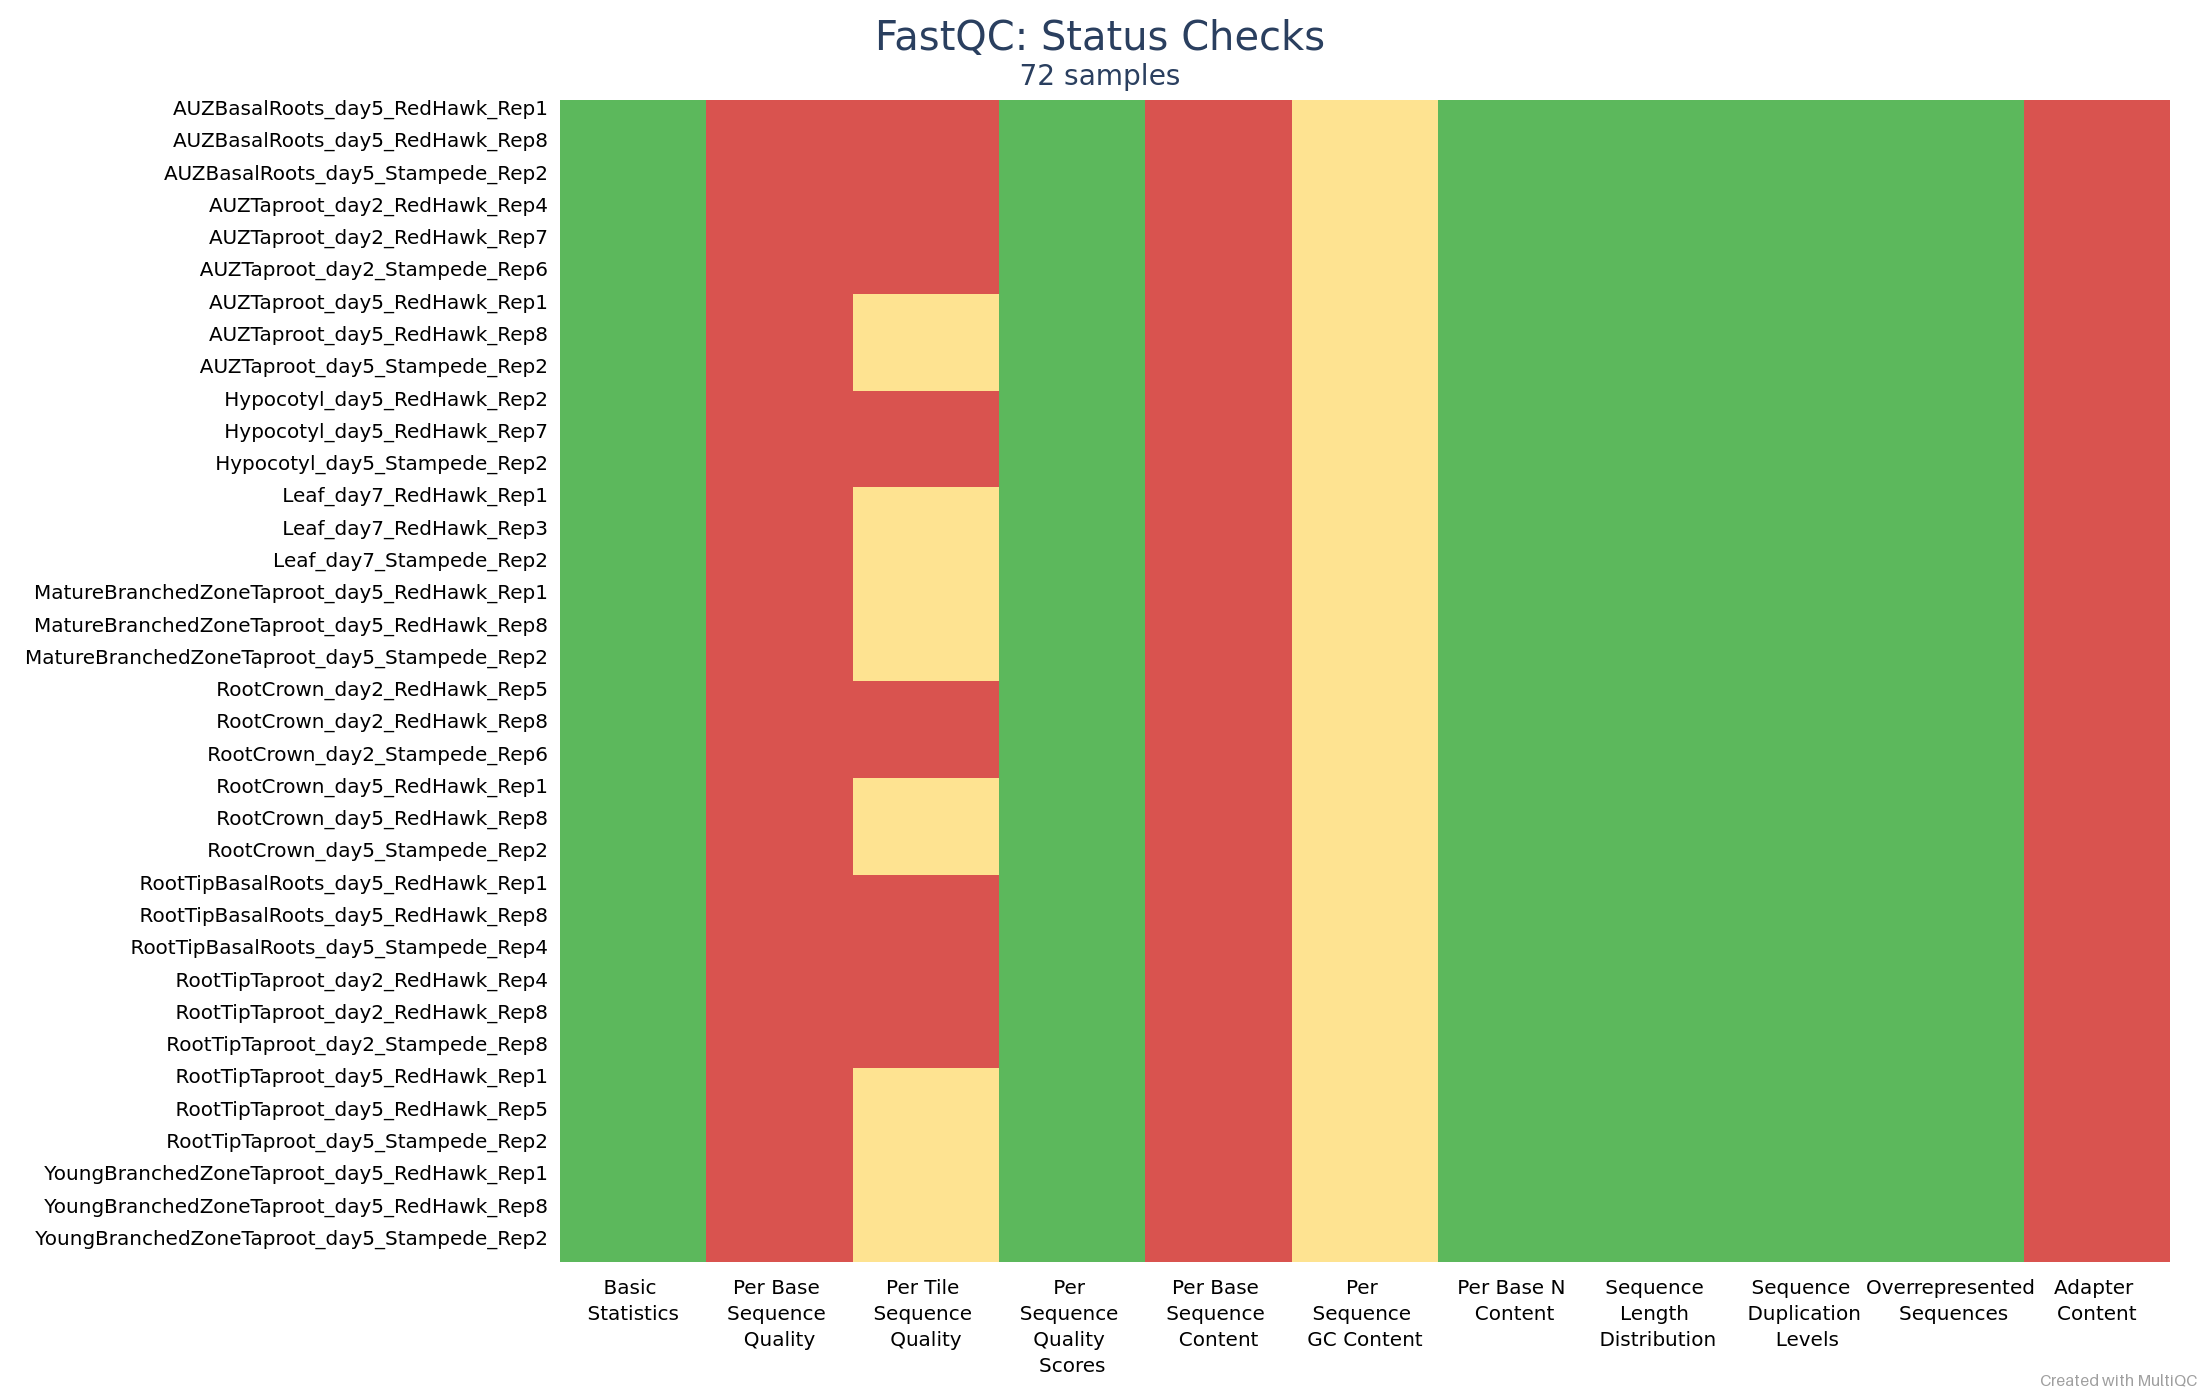 FastQC: Status Checks
72 samples
AUZBasalRoots_day5_RedHawk_Rep1
AUZBasalRoots_day5_RedHawk_Rep8
AUZBasalRoots_day5_Stampede_Rep2
AUZTaproot_day2_RedHawk_Rep4
AUZTaproot_day2_RedHawk_Rep7
AUZTaproot_day2_Stampede_Rep6
AUZTaproot_day5_RedHawk_Rep1
AUZTaproot_day5_RedHawk_Rep8
AUZTaproot_day5_Stampede_Rep2
Hypocotyl_day5_RedHawk_Rep2
Hypocotyl_day5_RedHawk_Rep7
Hypocotyl_day5_Stampede_Rep2
Leaf_day7_RedHawk_Rep1
Leaf_day7_RedHawk_Rep3
Leaf_day7_Stampede_Rep2
MatureBranchedZoneTaproot_day5_RedHawk_Rep1
MatureBranchedZoneTaproot_day5_RedHawk_Rep8
MatureBranchedZoneTaproot_day5_Stampede_Rep2
RootCrown_day2_RedHawk_Rep5
RootCrown_day2_RedHawk_Rep8
RootCrown_day2_Stampede_Rep6
RootCrown_day5_RedHawk_Rep1
RootCrown_day5_RedHawk_Rep8
RootCrown_day5_Stampede_Rep2
RootTipBasalRoots_day5_RedHawk_Rep1
RootTipBasalRoots_day5_RedHawk_Rep8
RootTipBasalRoots_day5_Stampede_Rep4
RootTipTaproot_day2_RedHawk_Rep4
RootTipTaproot_day2_RedHawk_Rep8
RootTipTaproot_day2_Stampede_Rep8
RootTipTaproot_day5_RedHawk_Rep1
RootTipTaproot_day5_RedHawk_Rep5
RootTipTaproot_day5_Stampede_Rep2
YoungBranchedZoneTaproot_day5_RedHawk_Rep1
YoungBranchedZoneTaproot_day5_RedHawk_Rep8
YoungBranchedZoneTaproot_day5_Stampede_Rep2
Basic
Statistics
Per Base
Sequence
Quality
Per Tile
Sequence
Quality
Per
Sequence
Quality
Scores
Per Base
Sequence
Content
Per
Sequence
GC Content
Per Base N
Content
Sequence
Length
Distribution
Sequence
Duplication
Levels
Overrepresented
Sequences
Adapter
Content
Created with MultiQC